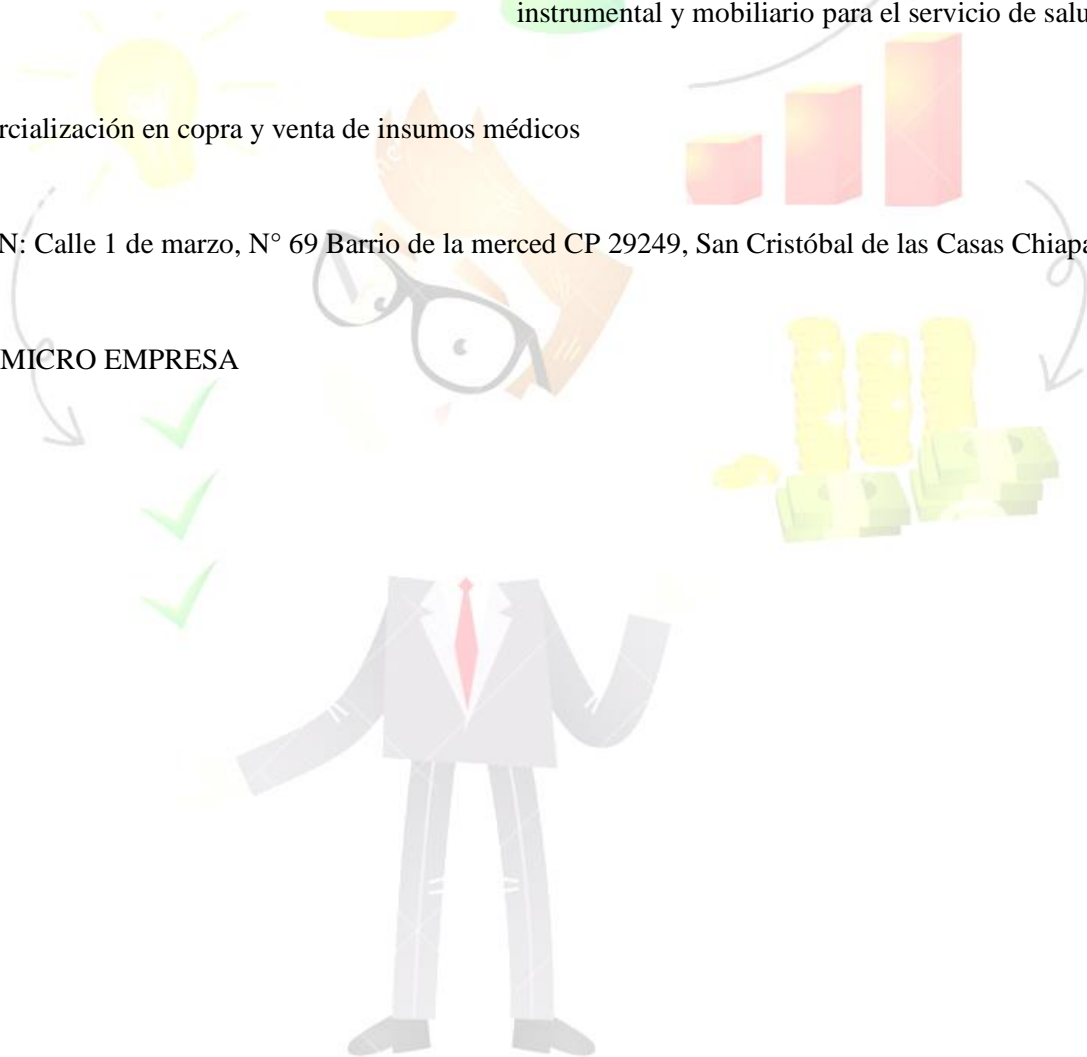 instrumental y mobiliario para el servicio de salu
rcialización en copra y venta de insumos médicos
N: Calle 1 de marzo, N° 69 Barrio de la merced CP 29249, San Cristóbal de las Casas Chiapa
MICRO EMPRESA